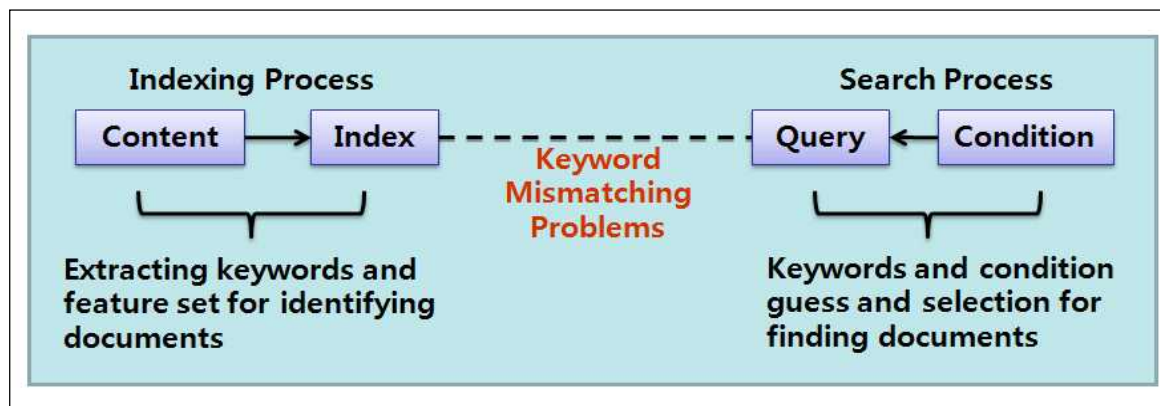 Indexing Process
Content
Index
Extracting keywords and
feature set for identifying
documents
Keyword
Mismatching
Problems
Search Process
Query
Condition
Keywords and condition
guess and selection for
finding documents